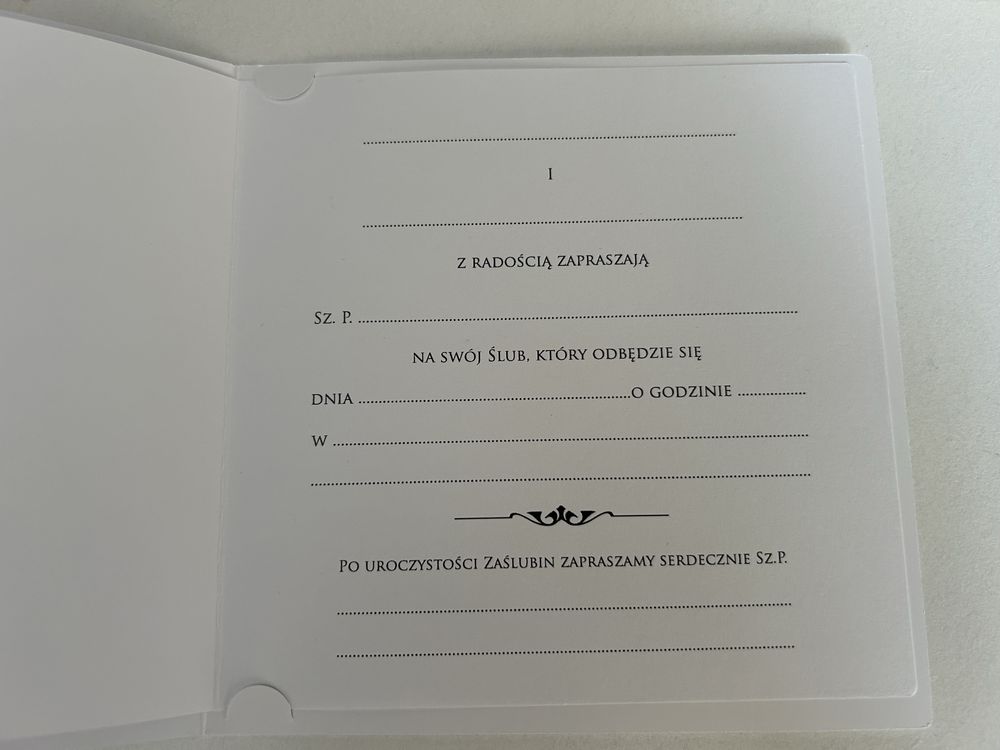 ......................................................
I
......................................................
Z RADOŚCIĄ ZAPRASZAJĄ
SZ. P. ......................................................
NA SWÓJ ŚLUB, KTÓRY ODBĘDZIE SIĘ
DNIA ........................................O GODZINIE ..............
W ......................................................
......................................................
PO UROCZYSTOŚCI ZAŚLUBIN ZAPRASZAMY SERDECZNIE SZ.P.
......................................................
......................................................